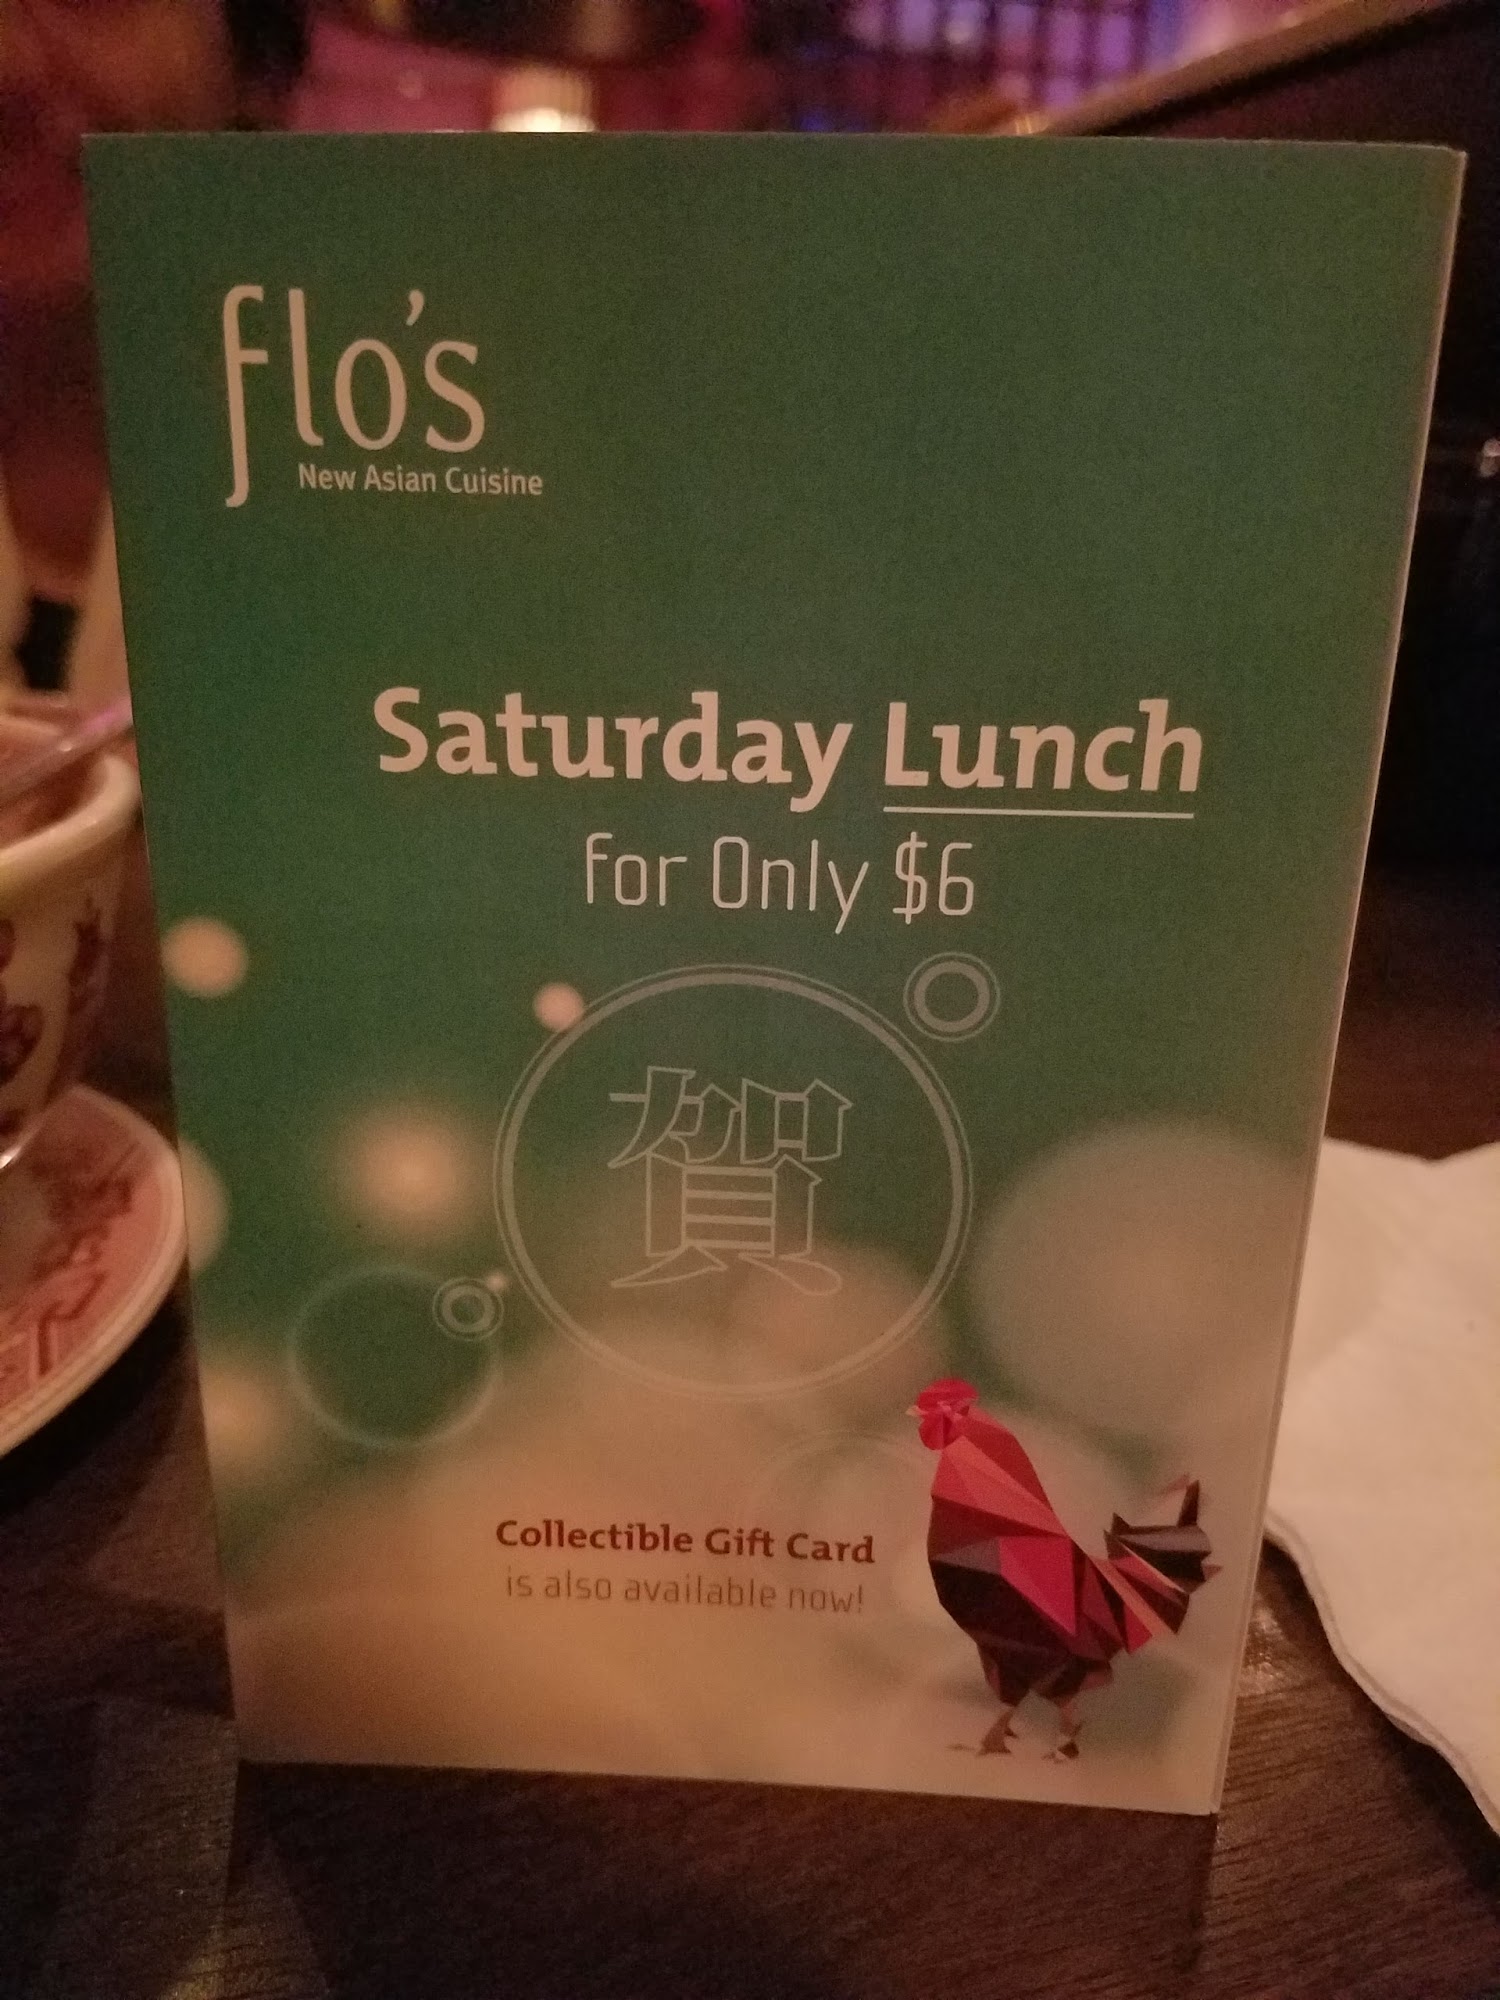 flo's
New Asian Cuisine
Saturday Lunch
for Only $6
賀
Collectible Gift Card
is also available now!